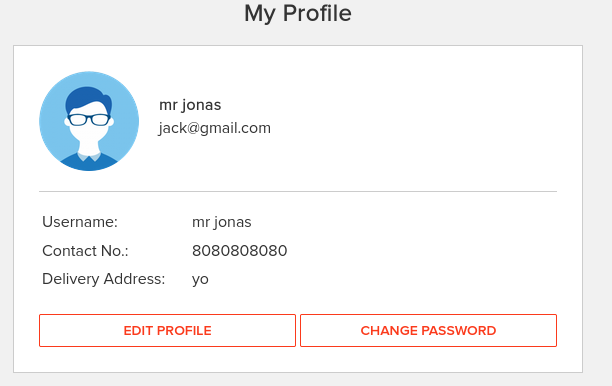 My Profile
mr jonas
jack@gmail.com
Username: mr jonas
Contact No.: 8080808080
Delivery Address: yo
EDIT PROFILE CHANGE PASSWORD